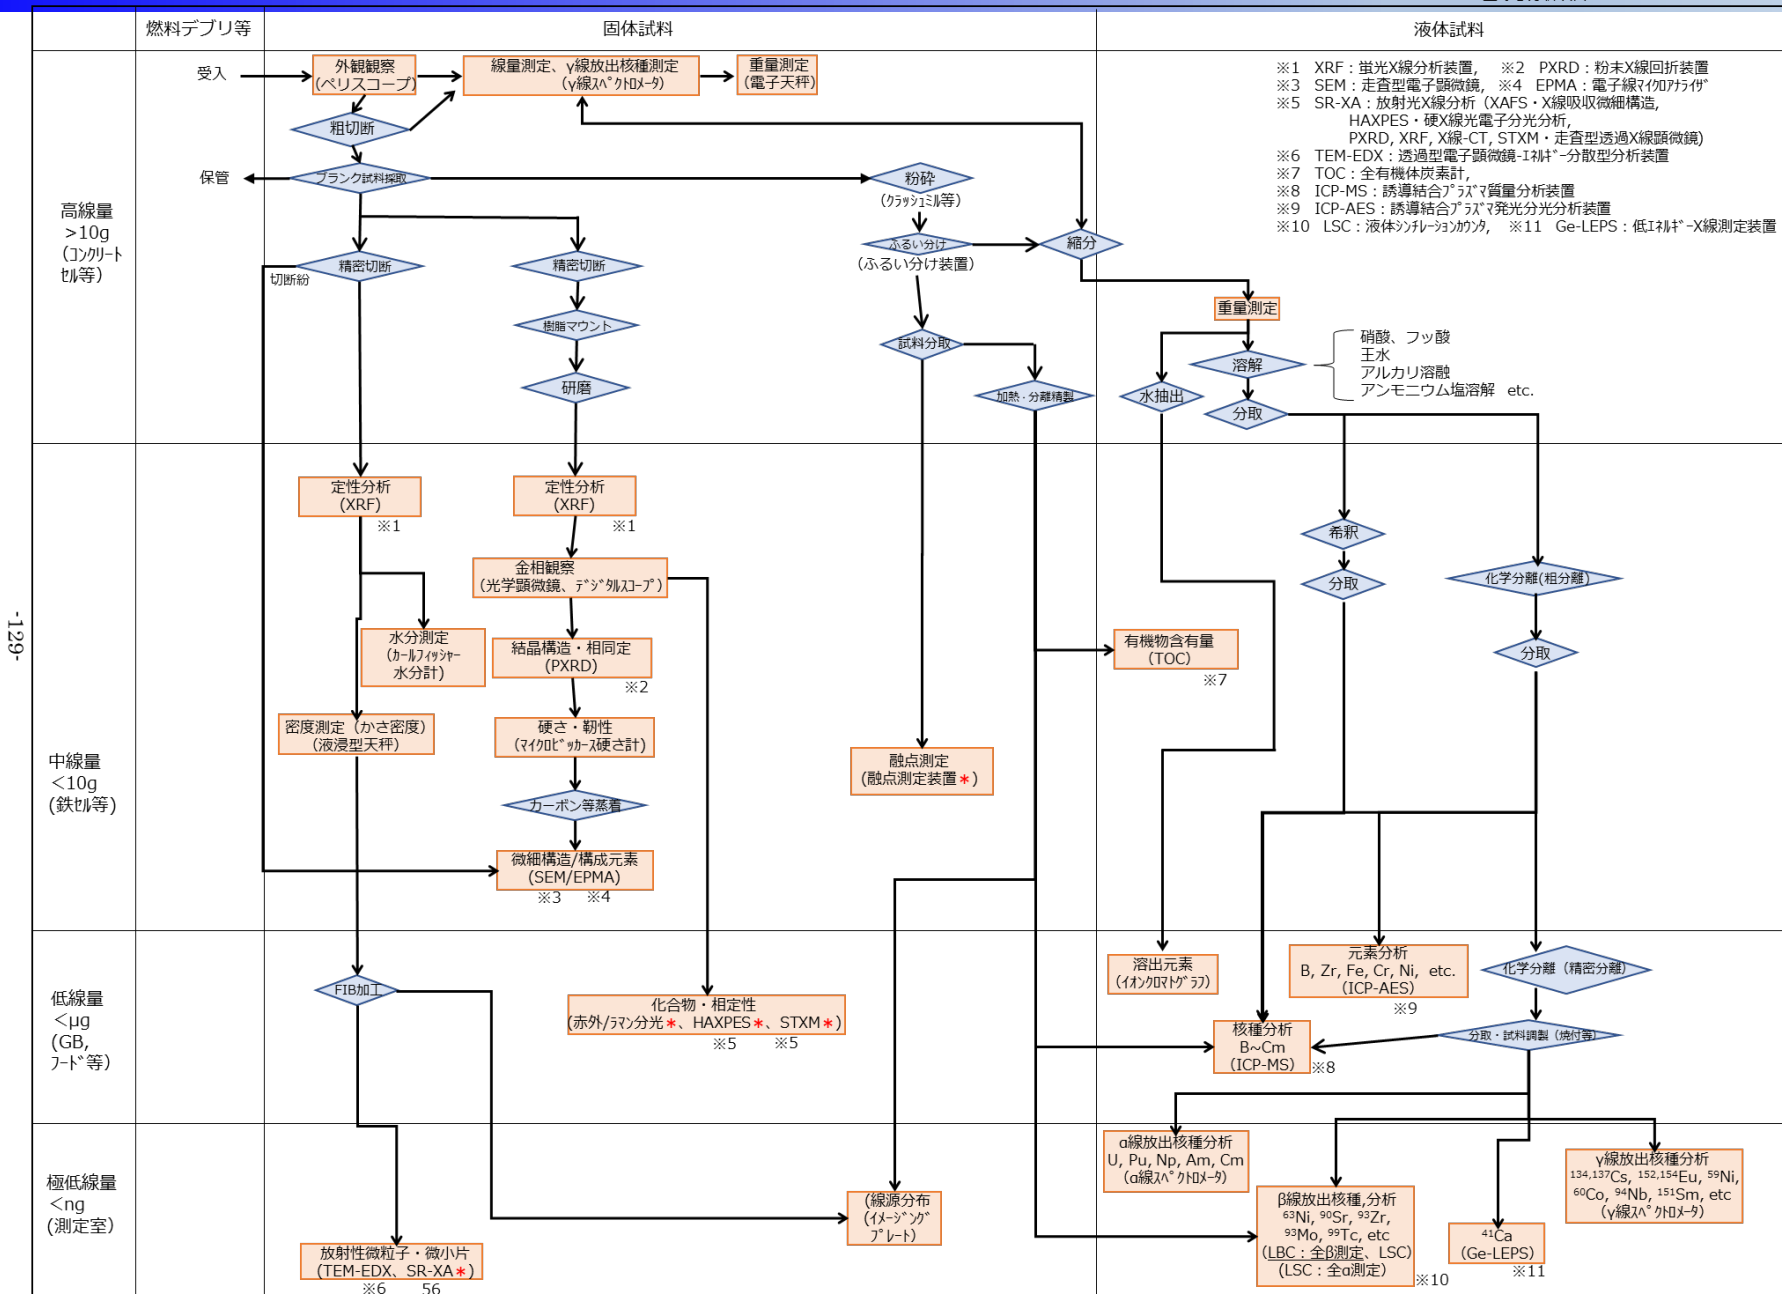 燃料デブリ等
固体試料
液体試料
受入
外観観察
(ペリスコープ)
線量測定、γ線放出核種測定
(γ線ｽﾍﾟｸﾄﾛﾒｰﾀ)
重量測定
(電子天秤)
※1 XRF：蛍光X線分析装置, ※2 PXRD：粉末X線回折装置
※3 SEM：走査型電子顕微鏡, ※4 EPMA：電子線ﾏｲｸﾛｱﾅﾗｲｻﾞ
※5 SR-XA：放射光X線分析（XAFS・X線吸収微細構造,
HAXPES・硬X線光電子分光分析,
PXRD, XRF, X線-CT, STXM・走査型透過X線顕微鏡)
※6 TEM-EDX：透過型電子顕微鏡-ｴﾈﾙｷﾞｰ分散型分析装置
※7 TOC：全有機体炭素計,
※8 ICP-MS：誘導結合ﾌﾟﾗｽﾞﾏ質量分析装置
※9 ICP-AES：誘導結合ﾌﾟﾗｽﾞﾏ発光分光分析装置
※10 LSC：液体ｼﾝﾁﾚｰｼｮﾝｶｳﾝﾀ, ※11 Ge-LEPS：低ｴﾈﾙｷﾞｰX線測定装置
粗切断
保管
ブランク試料採取
粉砕
(ｸﾗｯｼｭﾐﾙ等)
高線量
>10g
(ｺﾝｸﾘｰﾄ
ｾﾙ等)
ふるい分け
(ふるい分け装置)
縮分
切断紛
精密切断
精密切断
重量測定
樹脂マウント
試料分取
溶解
硝酸、フッ酸
王水
アルカリ溶融
アンモニウム塩溶解 etc.
研磨
加熱・分離精製
水抽出
分取
定性分析
(XRF)
※1
定性分析
(XRF)
※1
希釈
金相観察
(光学顕微鏡、ﾃﾞｼﾞﾀﾙｽｺｰﾌﾟ)
分取
化学分離(粗分離)
-129-
水分測定
(ｶｰﾙﾌｨｯｼｬｰ
水分計)
結晶構造・相同定
(PXRD)
※2
有機物含有量
(TOC)
※7
分取
密度測定（かさ密度）
(液浸型天秤)
硬さ・靭性
(ﾏｲｸﾛﾋﾞｯｶｰｽ硬さ計)
中線量
<10g
(鉄ｾﾙ等)
融点測定
(融点測定装置＊)
カーボン等蒸着
微細構造/構成元素
(SEM/EPMA)
※3 ※4
低線量
<μg
(GB,
ﾌｰﾄﾞ等)
FIB加工
化合物・相定性
(赤外/ﾗﾏﾝ分光＊、HAXPES＊、STXM＊)
※5 ※5
溶出元素
(ｲｵﾝｸﾛﾏﾄｸﾞﾗﾌ)
元素分析
B, Zr, Fe, Cr, Ni, etc.
(ICP-AES)
※9
化学分離（精密分離）
核種分析
B~Cm
(ICP-MS)
※8
分取・試料調製（焼付等）
極低線量
<ng
(測定室)
α線放出核種分析
U, Pu, Np, Am, Cm
(α線ｽﾍﾟｸﾄﾛﾒｰﾀ)
γ線放出核種分析
134,137Cs, 152,154Eu, 59Ni,
60Co, 94Nb, 151Sm, etc
(γ線ｽﾍﾟｸﾄﾛﾒｰﾀ)
(線源分布
(ｲﾒｰｼﾞﾝｸﾞ
ﾌﾟﾚｰﾄ)
β線放出核種,分析
63Ni, 90Sr, 93Zr,
93Mo, 99Tc, etc
(LBC：全β測定、LSC)
(LSC：全α測定)
※10
41Ca
(Ge-LEPS)
※11
放射性微粒子・微小片
(TEM-EDX、SR-XA＊)
※6 56